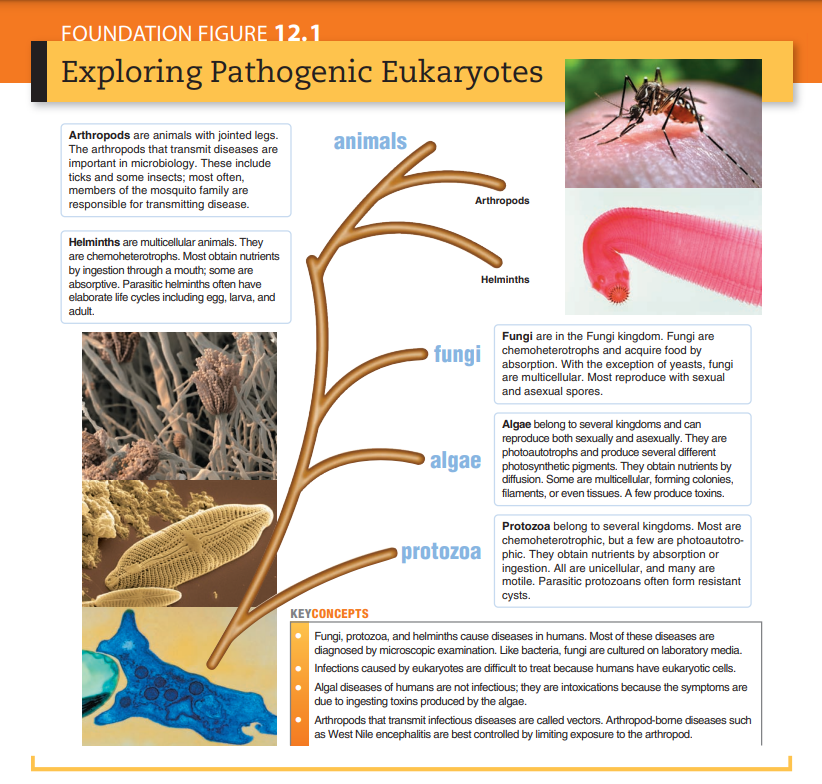 FOUNDATION FIGURE 12.1
Exploring Pathogenic Eukaryotes
Arthropods are animals with jointed legs.
The arthropods that transmit diseases are
important in microbiology. These include
ticks and some insects; most often,
members of the mosquito family are
responsible for transmitting disease.
Helminths are multicellular animals. They
are chemoheterotrophs. Most obtain nutrients
by ingestion through a mouth; some are
absorptive. Parasitic helminths often have
elaborate life cycles including egg, larva, and
adult.
animals
Arthropods
Helminths
fungi
Fungi are in the Fungi kingdom. Fungi are
chemoheterotrophs and acquire food by
absorption. With the exception of yeasts, fungi
are multicellular. Most reproduce with sexual
and asexual spores.
algae
Algae belong to several kingdoms and can
reproduce both sexually and asexually. They are
photoautotrophs and produce several different
photosynthetic pigments. They obtain nutrients by
diffusion. Some are multicellular, forming colonies,
filaments, or even tissues. A few produce toxins.
protozoa
Protozoa belong to several kingdoms. Most are
chemoheterotrophic, but a few are photoautotro-
phic. They obtain nutrients by absorption or
ingestion. All are unicellular, and many are
motile. Parasitic protozoans often form resistant
cysts.
KEYCONCEPTS
Fungi, protozoa, and helminths cause diseases in humans. Most of these diseases are
diagnosed by microscopic examination. Like bacteria, fungi are cultured on laboratory media.
Infections caused by eukaryotes are difficult to treat because humans have eukaryotic cells.
Algal diseases of humans are not infectious; they are intoxications because the symptoms are
due to ingesting toxins produced by the algae.
Arthropods that transmit infectious diseases are called vectors. Arthropod-borne diseases such
as West Nile encephalitis are best controlled by limiting exposure to the arthropod.